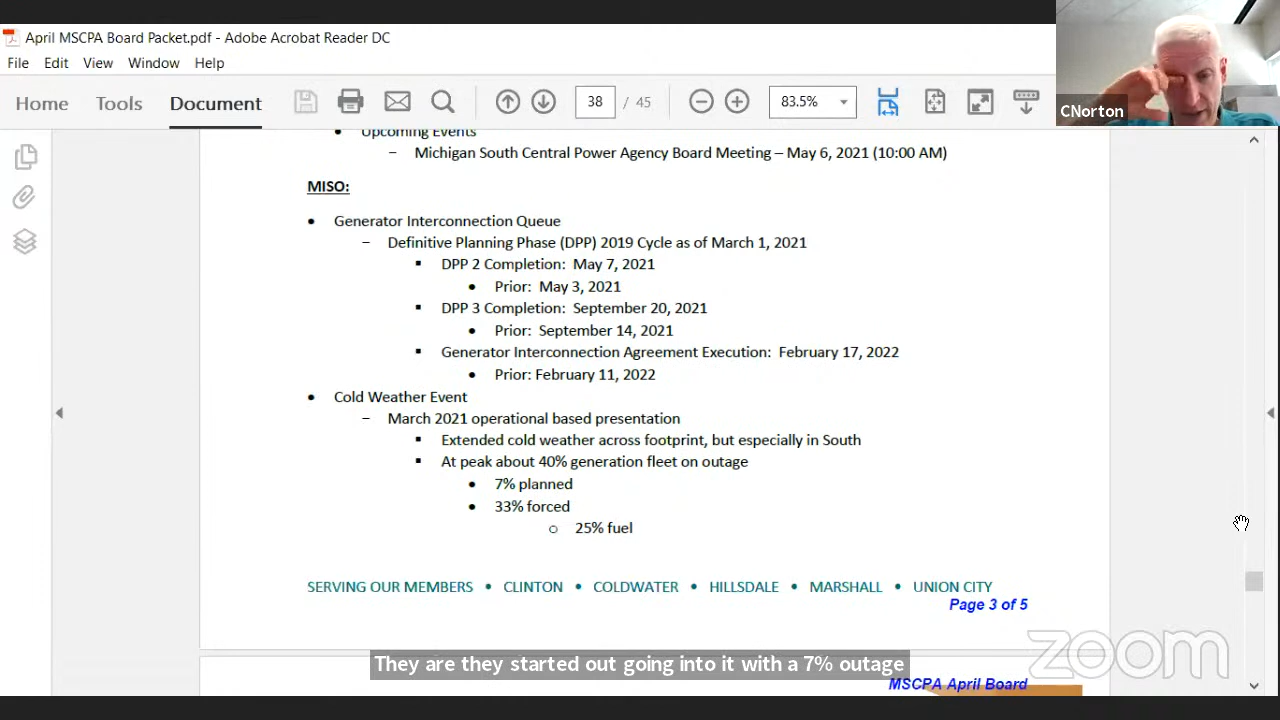 April MSCPA Board Packet.pdf - Adobe Acrobat Reader DC
File Edit View Window Help
Home Tools Document 38 / 45 83.5%
CNorton
• Upcoming Events
– Michigan South Central Power Agency Board Meeting – May 6, 2021 (10:00 AM)
MISO:
• Generator Interconnection Queue
– Definitive Planning Phase (DPP) 2019 Cycle as of March 1, 2021
▪ DPP 2 Completion: May 7, 2021
• Prior: May 3, 2021
▪ DPP 3 Completion: September 20, 2021
• Prior: September 14, 2021
▪ Generator Interconnection Agreement Execution: February 17, 2022
• Prior: February 11, 2022
• Cold Weather Event
– March 2021 operational based presentation
▪ Extended cold weather across footprint, but especially in South
▪ At peak about 40% generation fleet on outage
• 7% planned
• 33% forced
o 25% fuel
SERVING OUR MEMBERS • CLINTON • COLDWATER • HILLSDALE • MARSHALL • UNION CITY
Page 3 of 5
zoom
They are they started out going into it with a 7% outage
MSCPA April Board